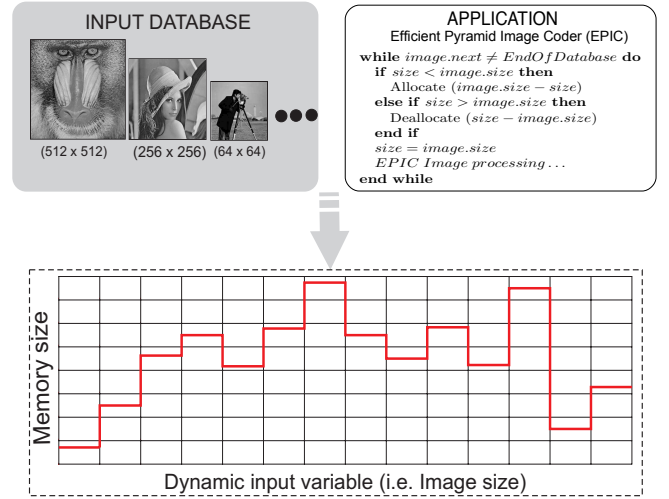 INPUT DATABASE
(512 x 512)
(256 x 256)
(64 x 64)
APPLICATION
Efficient Pyramid Image Coder (EPIC)
while image.next ≠ EndOfDatabase do
if size < image.size then
Allocate (image.size − size)
else if size > image.size then
Deallocate (size − image.size)
end if
size = image.size
EPIC Image processing . . .
end while
Memory size
Dynamic input variable (i.e. Image size)